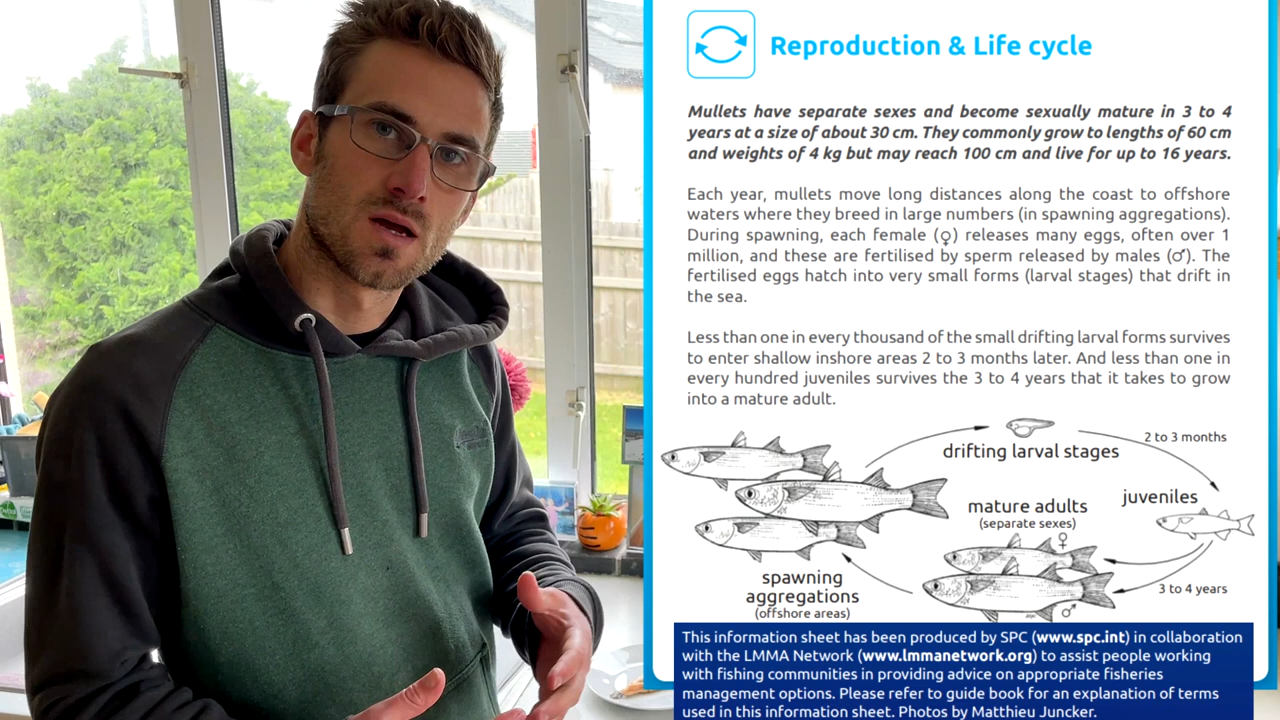 Reproduction & Life cycle
Mullets have separate sexes and become sexually mature in 3 to 4
years at a size of about 30 cm. They commonly grow to lengths of 60 cm
and weights of 4 kg but may reach 100 cm and live for up to 16 years.
Each year, mullets move long distances along the coast to offshore
waters where they breed in large numbers (in spawning aggregations).
During spawning, each female (♀) releases many eggs, often over 1
million, and these are fertilised by sperm released by males (♂). The
fertilised eggs hatch into very small forms (larval stages) that drift in
the sea.
Less than one in every thousand of the small drifting larval forms survives
to enter shallow inshore areas 2 to 3 months later. And less than one in
every hundred juveniles survives the 3 to 4 years that it takes to grow
into a mature adult.
drifting larval stages
2 to 3 months
juveniles
mature adults
(separate sexes)
♀
♂
3 to 4 years
spawning
aggregations
(offshore areas)
This information sheet has been produced by SPC (www.spc.int) in collaboration
with the LMMA Network (www.lmmanetwork.org) to assist people working
with fishing communities in providing advice on appropriate fisheries
management options. Please refer to guide book for an explanation of terms
used in this information sheet. Photos by Matthieu Juncker.